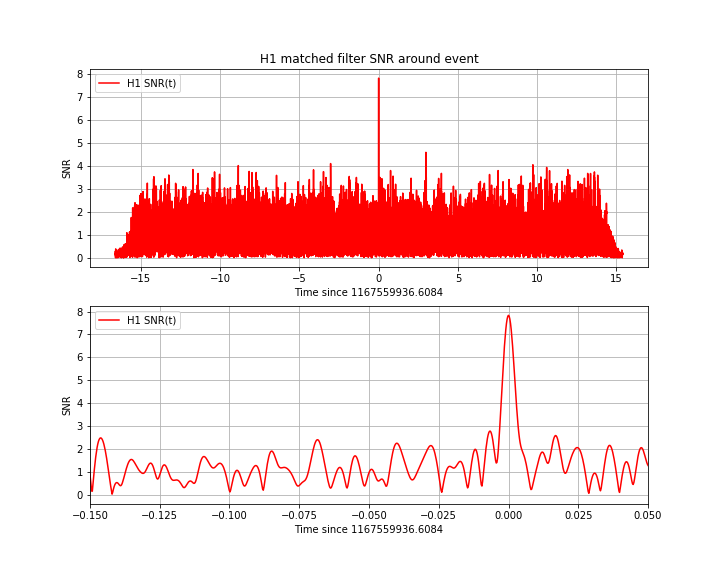 H1 matched filter SNR around event
8
7
6
5
4
3
2
1
0
SNR
H1 SNR(t)
−15 −10 −5 0 5 10 15
Time since 1167559936.6084
8
7
6
5
4
3
2
1
0
SNR
H1 SNR(t)
−0.150 −0.125 −0.100 −0.075 −0.050 −0.025 0.000 0.025 0.050
Time since 1167559936.6084